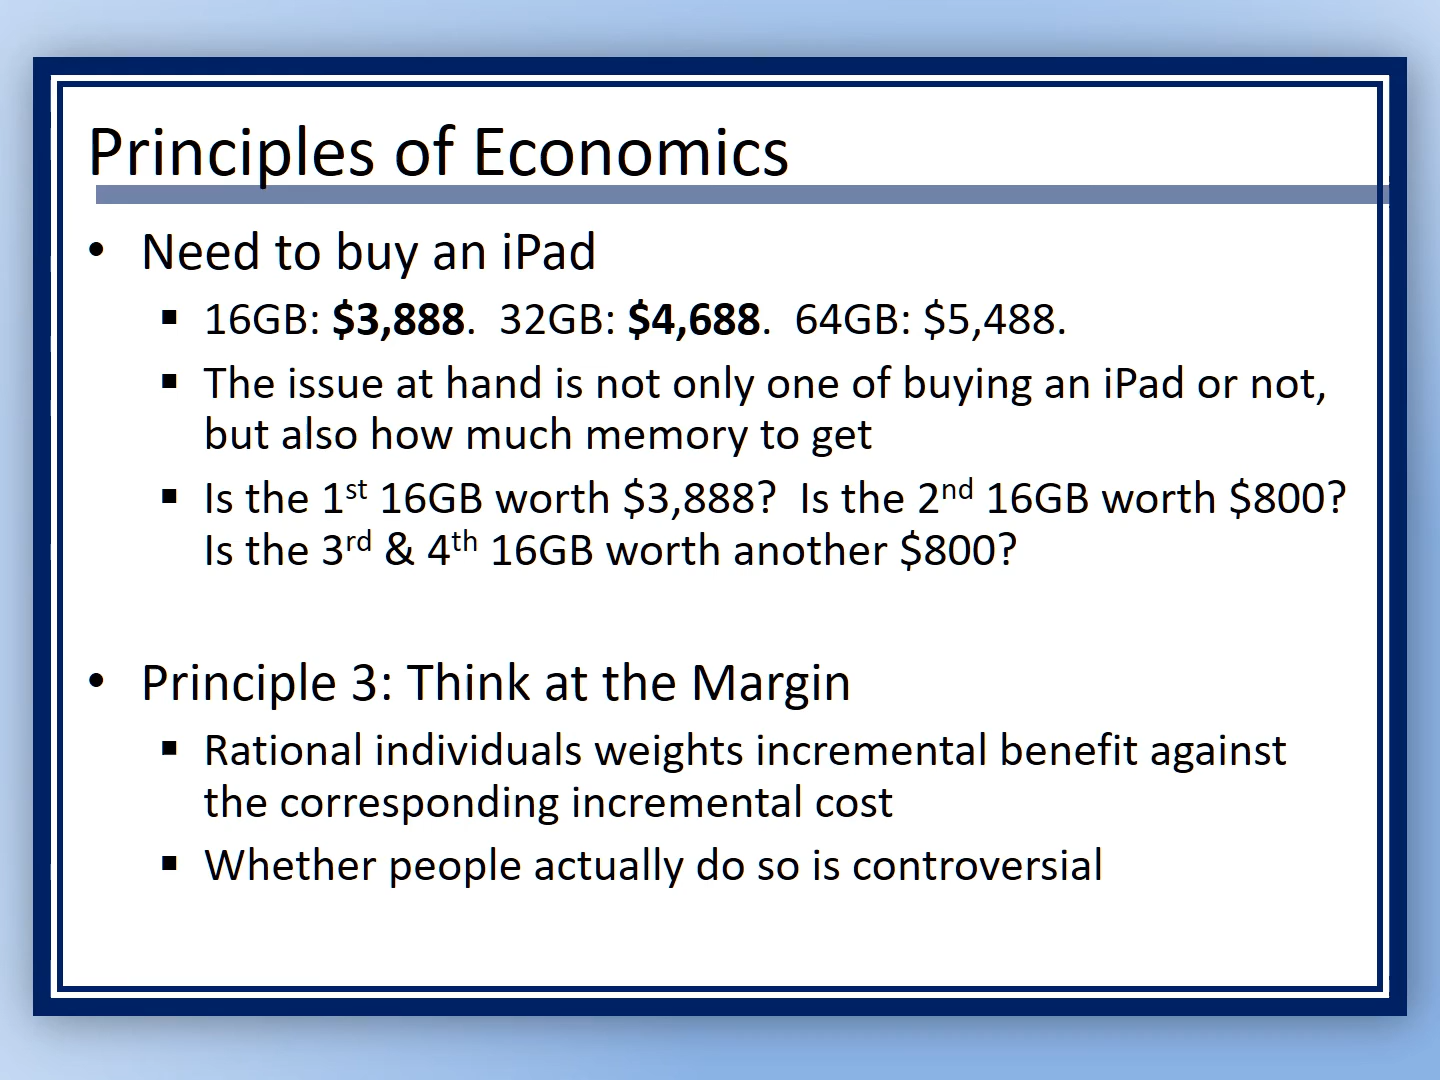 Principles of Economics
• Need to buy an iPad
▪ 16GB: $3,888. 32GB: $4,688. 64GB: $5,488.
▪ The issue at hand is not only one of buying an iPad or not,
but also how much memory to get
▪ Is the 1st 16GB worth $3,888? Is the 2nd 16GB worth $800?
Is the 3rd & 4th 16GB worth another $800?
• Principle 3: Think at the Margin
▪ Rational individuals weights incremental benefit against
the corresponding incremental cost
▪ Whether people actually do so is controversial